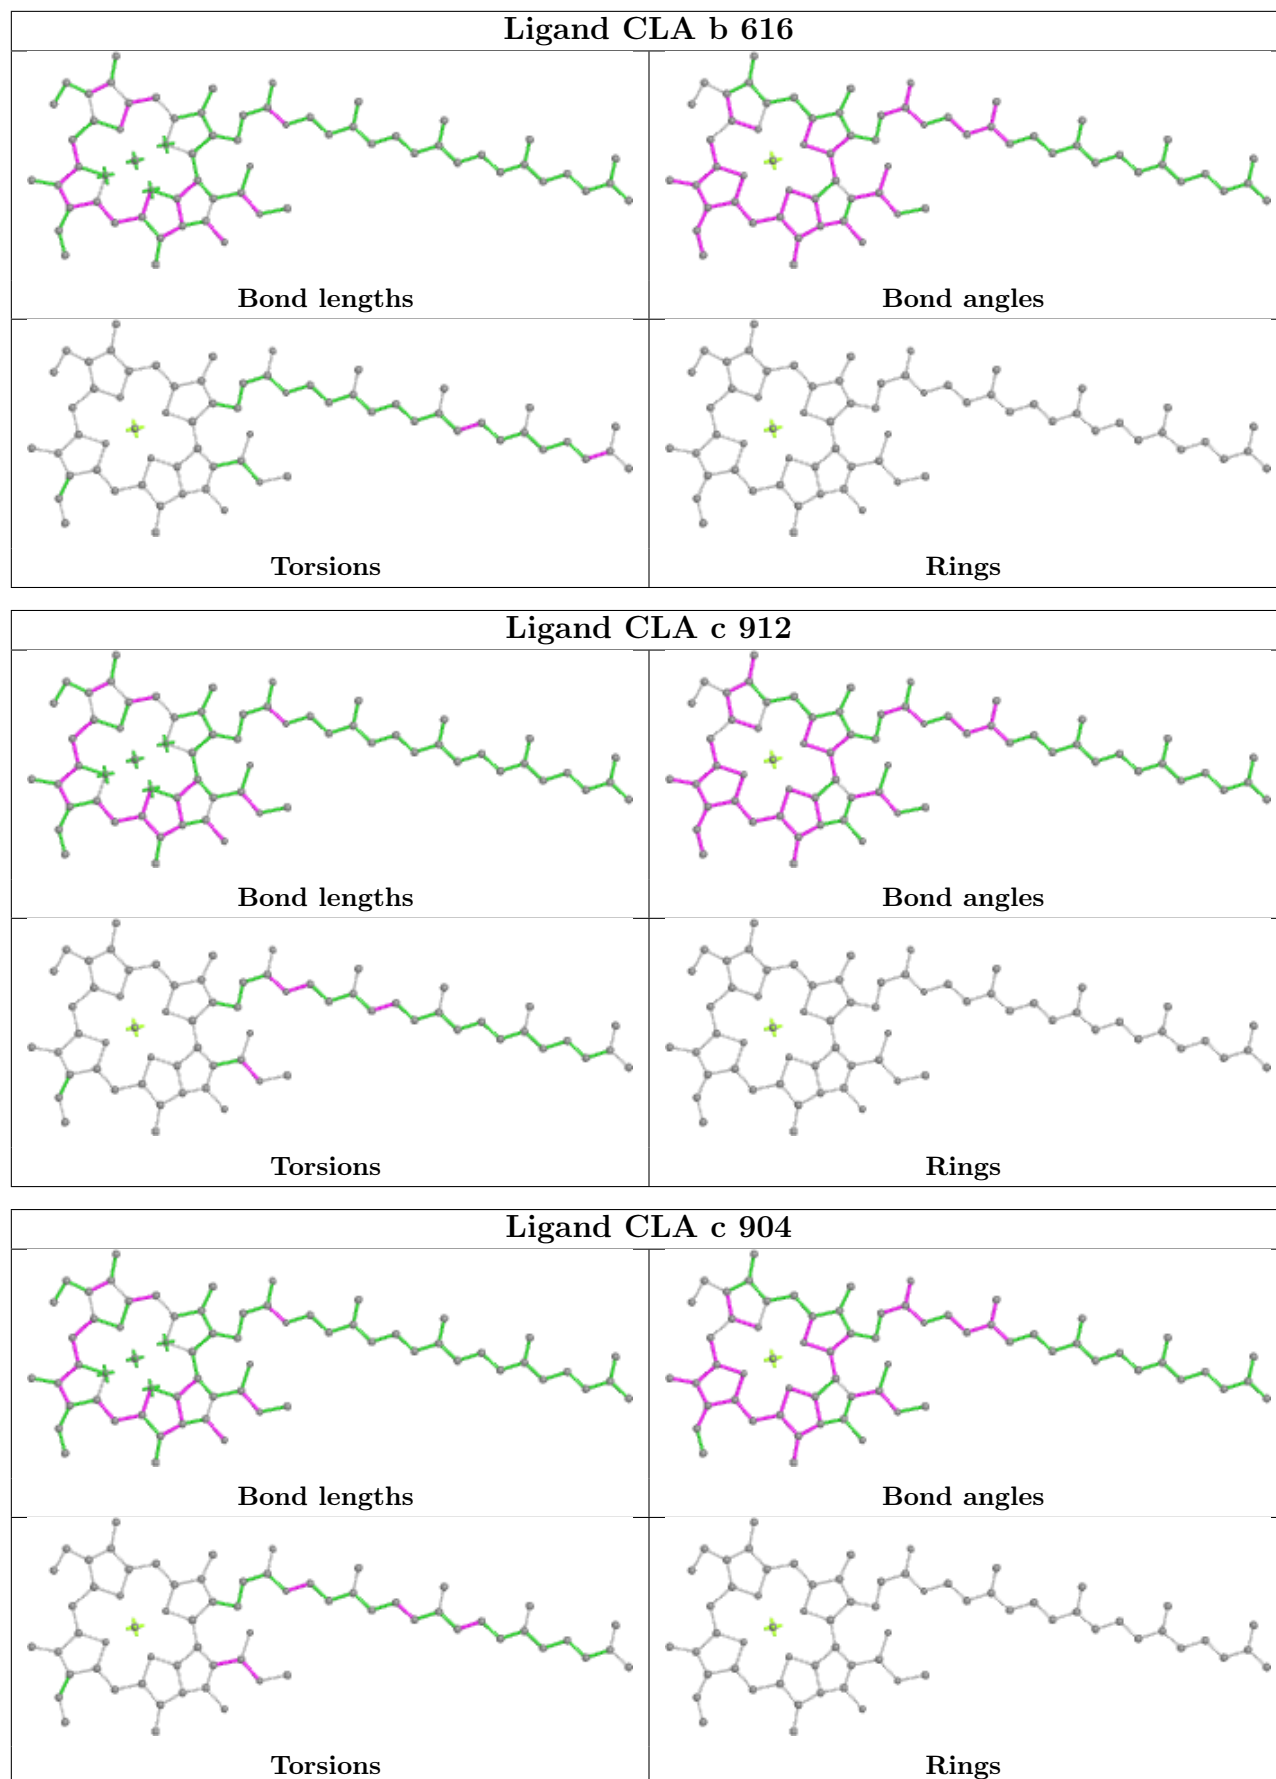 Ligand CLA b 616
Bond lengths
Bond angles
Torsions
Rings
Ligand CLA c 912
Bond lengths
Bond angles
Torsions
Rings
Ligand CLA c 904
Bond lengths
Bond angles
Torsions
Rings